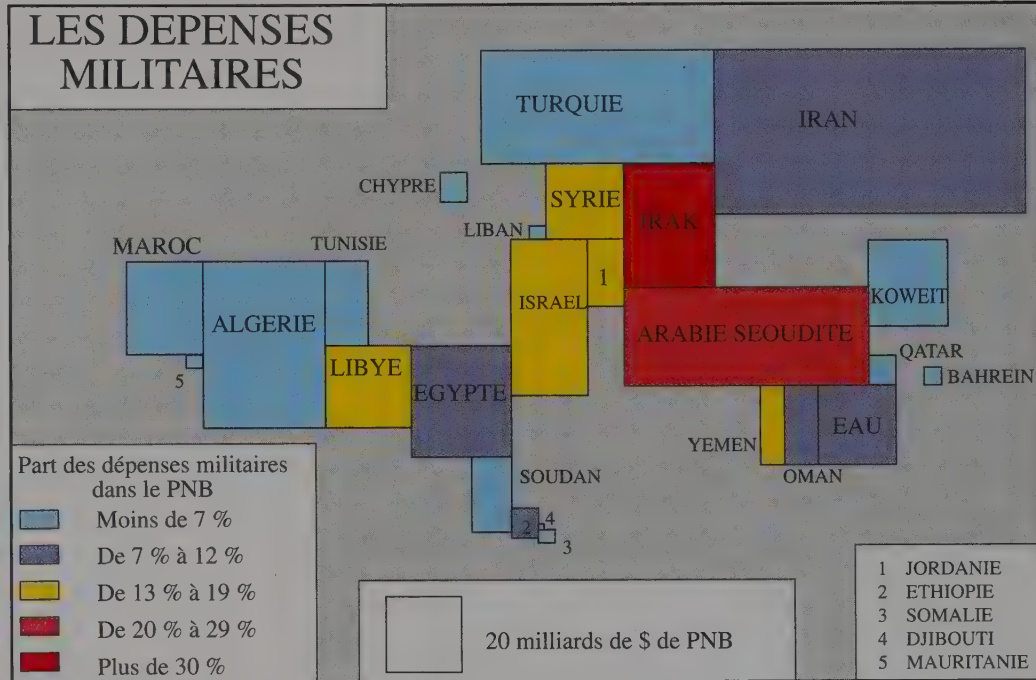 LES DEPENSES
MILITAIRES
TURQUIE
IRAN
CHYPRE
SYRIE
IRAK
LIBAN
MAROC
TUNISIE
1
ISRAEL
KOWEIT
ALGERIE
ARABIE SEOUDITE
QATAR
5
LIBYE
EGYPTE
BAHREIN
YEMEN
EAU
OMAN
SOUDAN
2
4
3
Part des dépenses militaires
dans le PNB
Moins de 7 %
De 7 % à 12 %
De 13 % à 19 %
De 20 % à 29 %
Plus de 30 %
20 milliards de $ de PNB
1 JORDANIE
2 ETHIOPIE
3 SOMALIE
4 DJIBOUTI
5 MAURITANIE